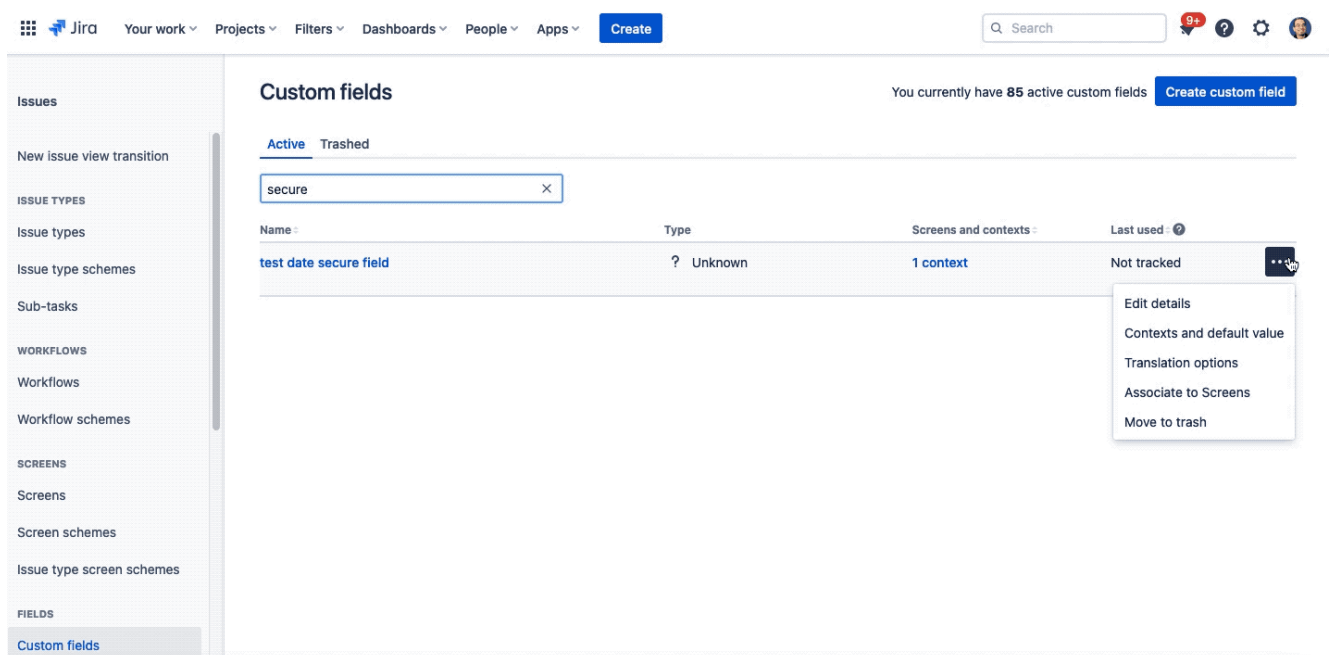 Jira Your work Projects Filters Dashboards People Apps Create Search 9+
Issues
New issue view transition
ISSUE TYPES
Issue types
Issue type schemes
Sub-tasks
WORKFLOWS
Workflows
Workflow schemes
SCREENS
Screens
Screen schemes
Issue type screen schemes
FIELDS
Custom fields
Custom fields
You currently have 85 active custom fields Create custom field
Active Trashed
secure
Name Type Screens and contexts Last used
test date secure field ? Unknown 1 context Not tracked
Edit details
Contexts and default value
Translation options
Associate to Screens
Move to trash